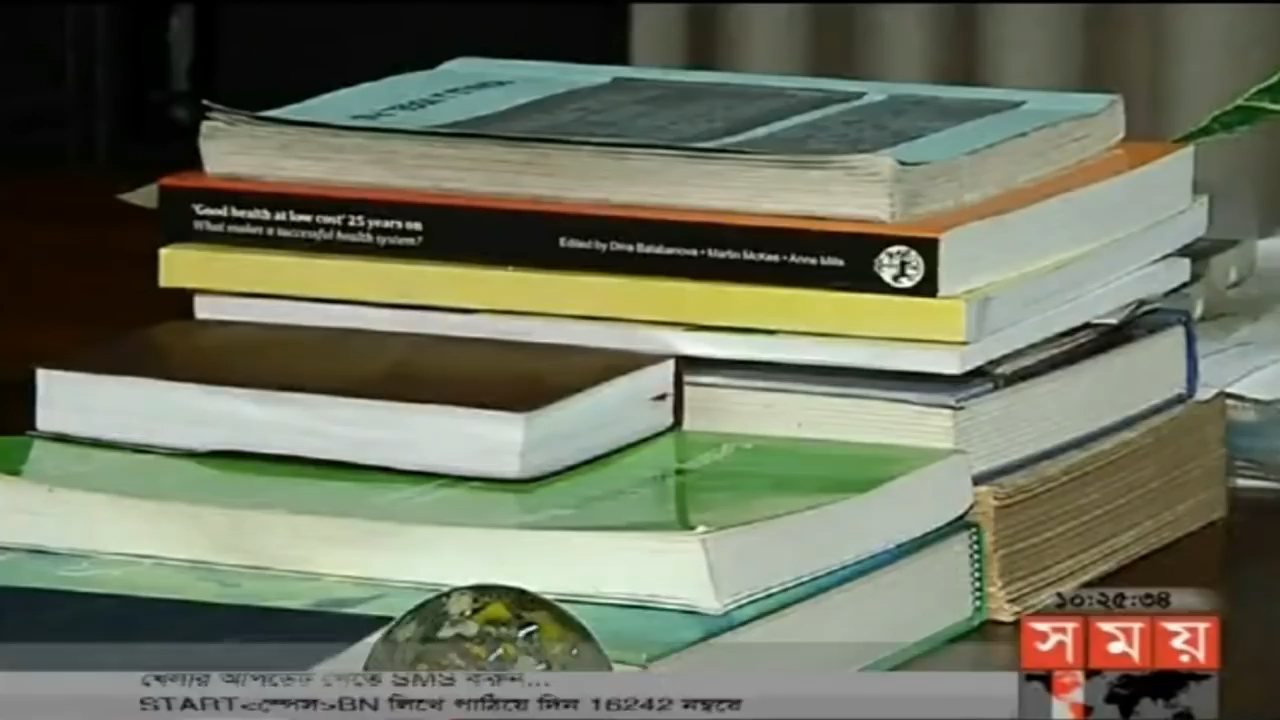 'Good health at low cost' 25 years on
What makes a successful health system?
Edited by Dina Balabanova • Martin McKee • Anne Mills
১০:২৫:৩৪
সময়
খেলার আপডেট পেতে SMS করুন...
START<স্পেস>BN লিখে পাঠিয়ে দিন 16242 নম্বরে